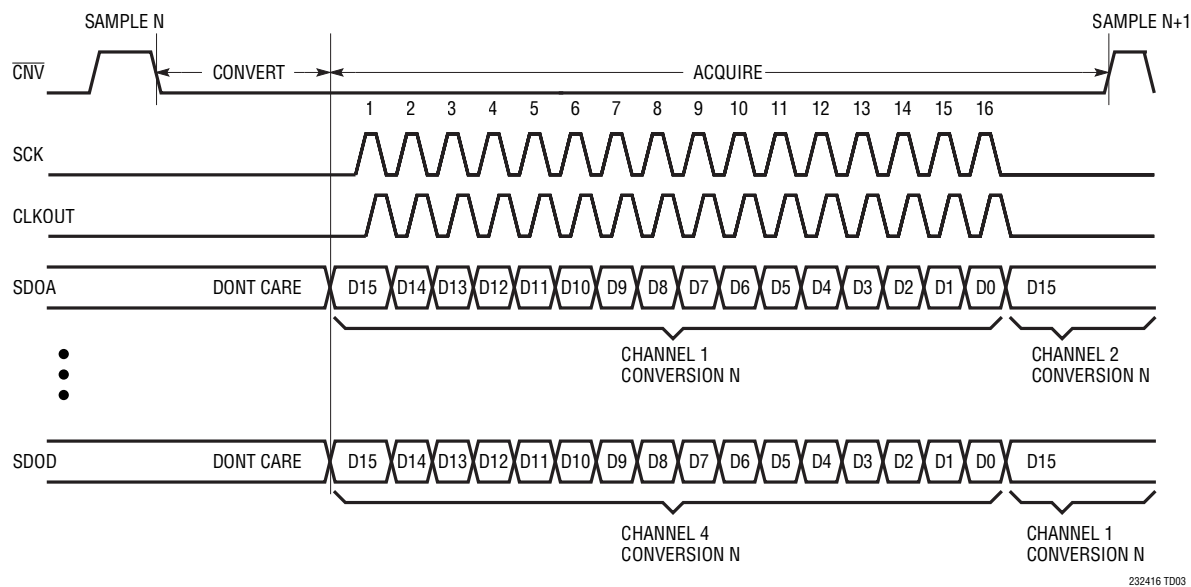 SAMPLE N
SAMPLE N+1
CNV
CONVERT
ACQUIRE
1 2 3 4 5 6 7 8 9 10 11 12 13 14 15 16
SCK
CLKOUT
SDOA DONT CARE D15 D14 D13 D12 D11 D10 D9 D8 D7 D6 D5 D4 D3 D2 D1 D0 D15
CHANNEL 1
CONVERSION N
CHANNEL 2
CONVERSION N
SDOD DONT CARE D15 D14 D13 D12 D11 D10 D9 D8 D7 D6 D5 D4 D3 D2 D1 D0 D15
CHANNEL 4
CONVERSION N
CHANNEL 1
CONVERSION N
232416 TD03